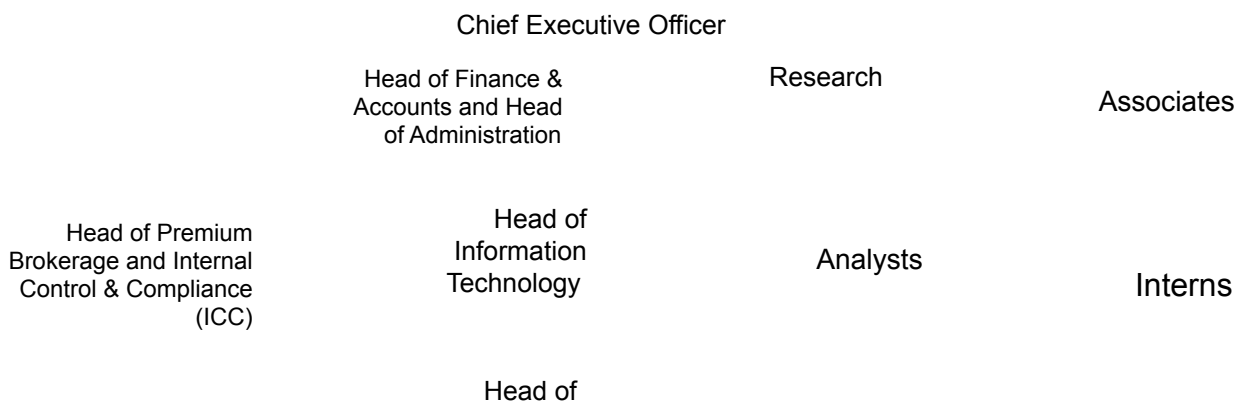 Chief Executive Officer
Head of Finance &
Accounts and Head
of Administration
Research
Associates
Head of Premium
Brokerage and Internal
Control & Compliance
(ICC)
Head of
Information
Technology
Analysts
Interns
Head of